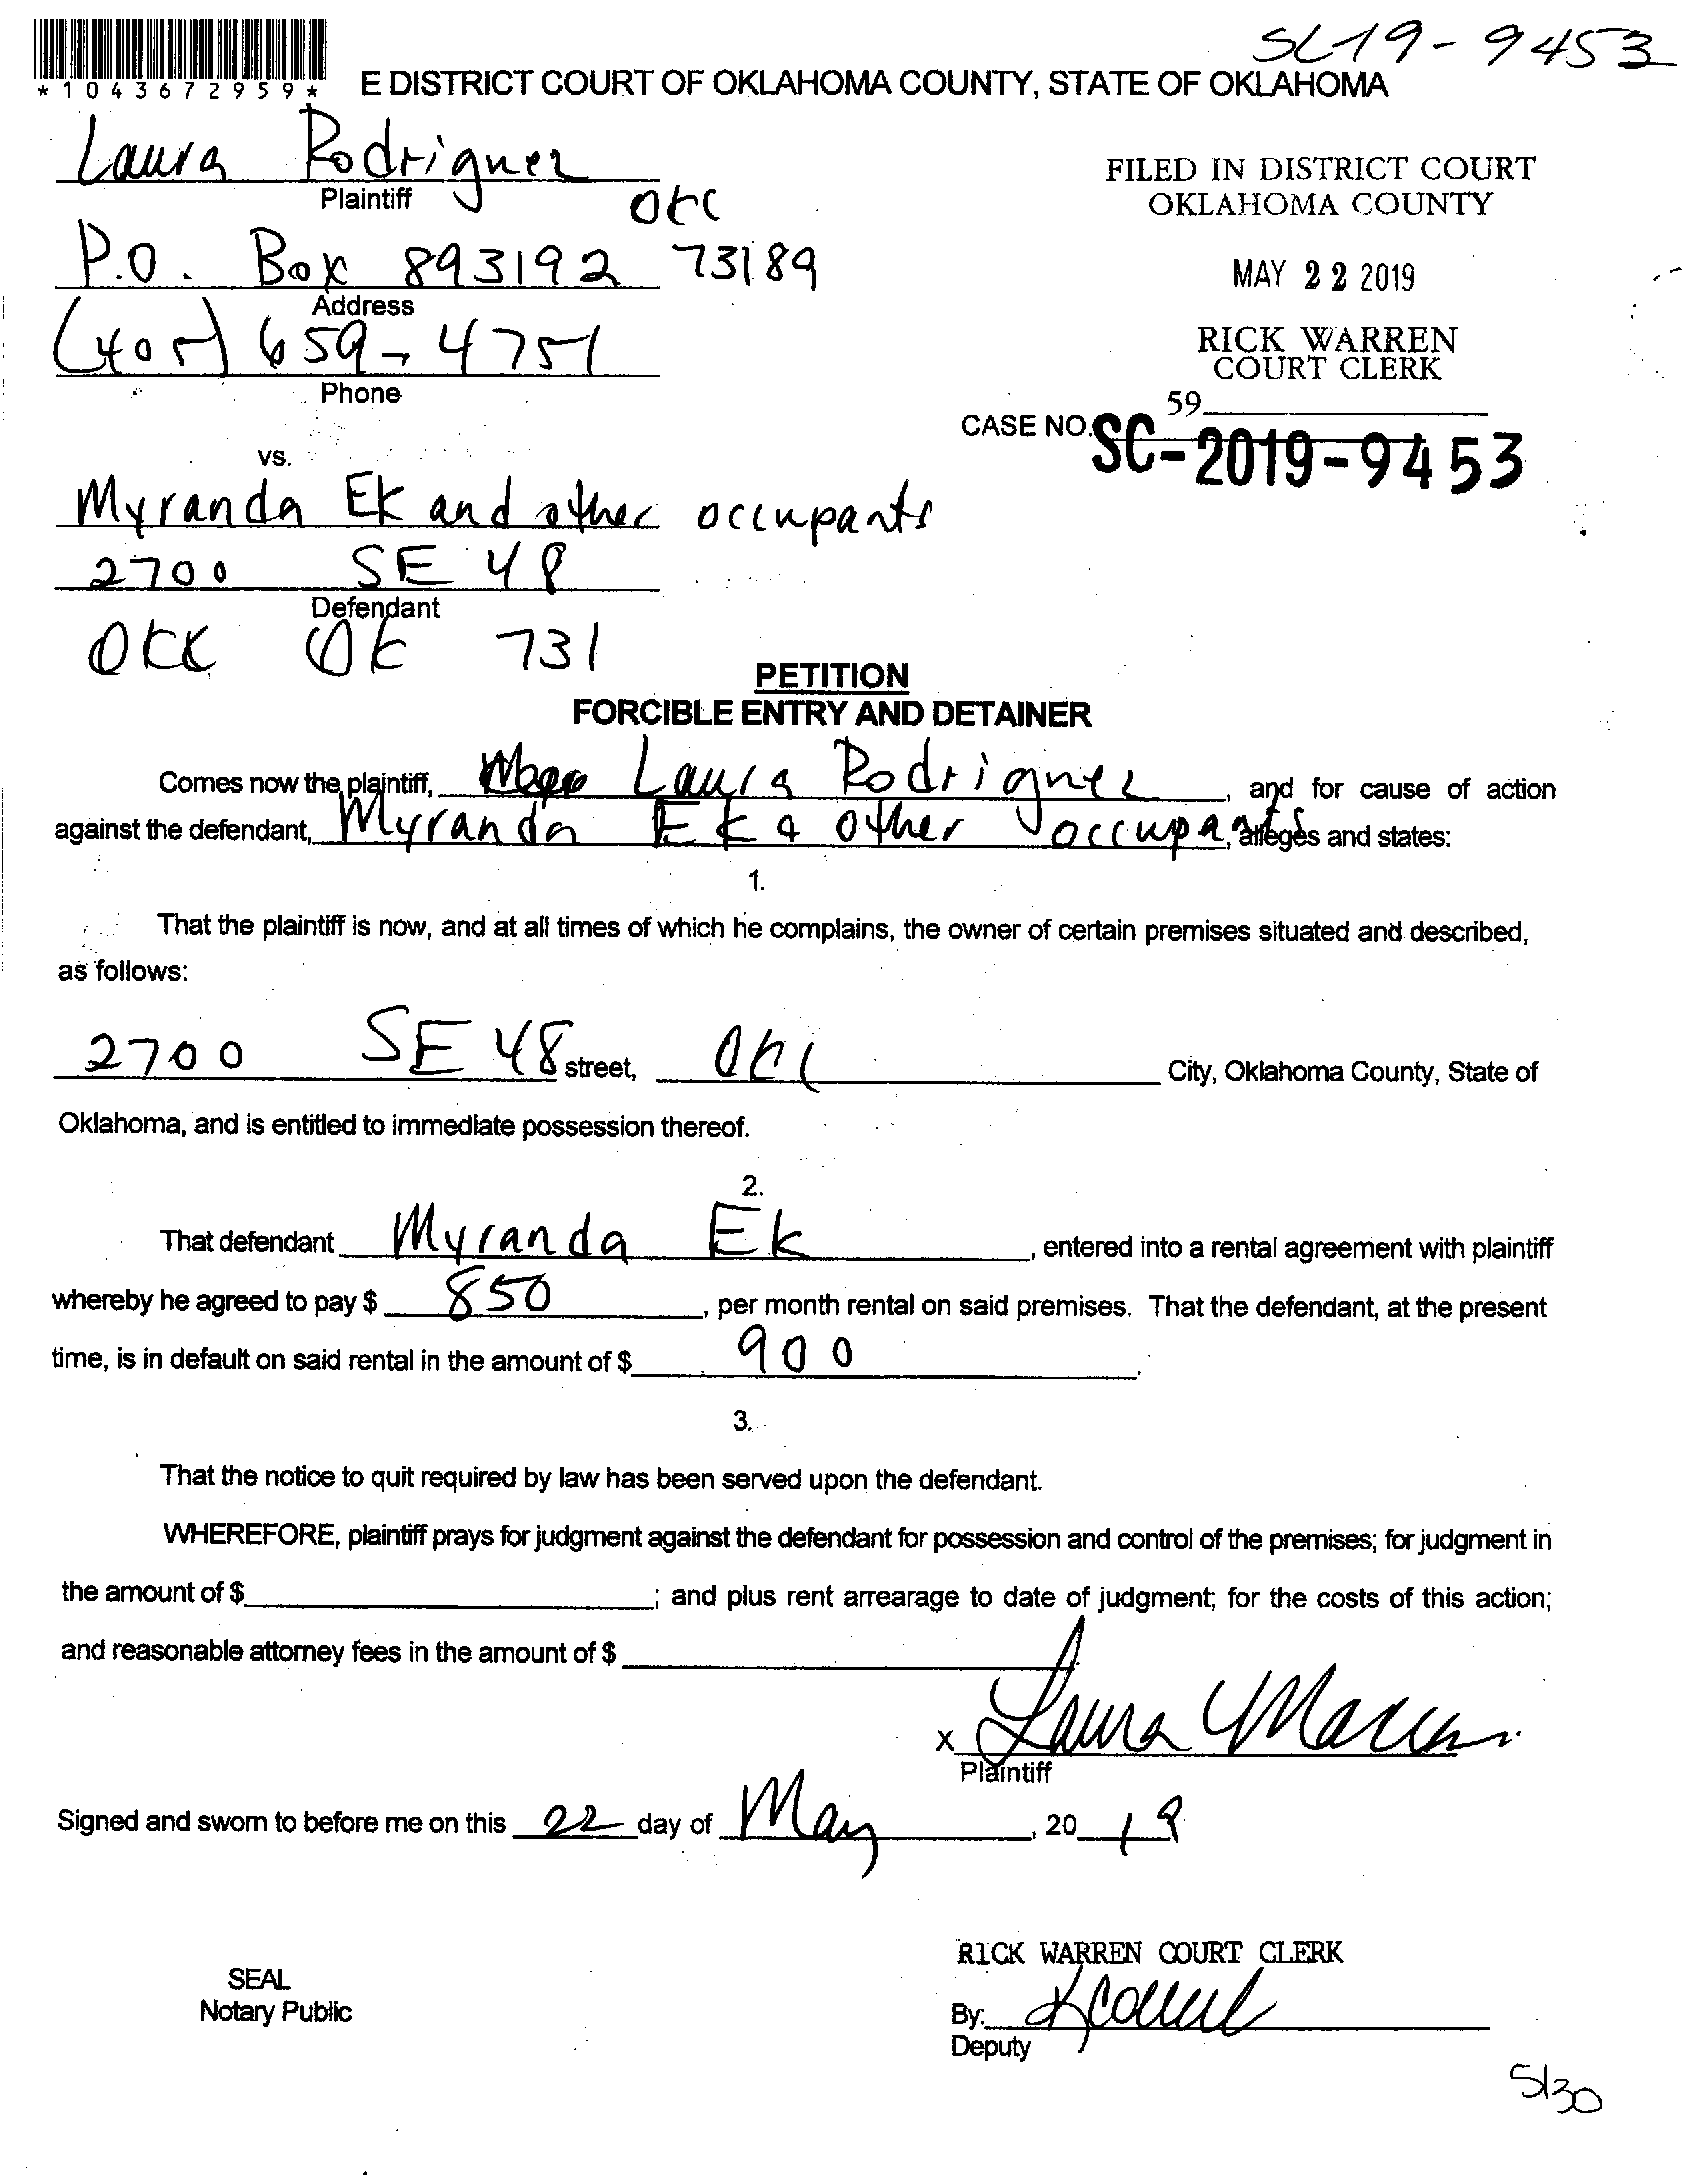 SC-19-9453
*1043672959*
E DISTRICT COURT OF OKLAHOMA COUNTY, STATE OF OKLAHOMA
Laura Rodriguez
Plaintiff
OKC
P.O. Box 893192 73189
Address
(405) 659-4751
Phone
FILED IN DISTRICT COURT
OKLAHOMA COUNTY
MAY 22 2019
RICK WARREN
COURT CLERK
59
CASE NO. SC-2019-9453
vs.
Myranda Ek and other occupants
2700 SE 48
Defendant
OKC OK 731
PETITION
FORCIBLE ENTRY AND DETAINER
Comes now the plaintiff, Laura Rodriguez, and for cause of action
against the defendant, Myranda Ek & other occupants, alleges and states:
1.
That the plaintiff is now, and at all times of which he complains, the owner of certain premises situated and described,
as follows:
2700 SE 48 street, OKC City, Oklahoma County, State of
Oklahoma, and is entitled to immediate possession thereof.
2.
That defendant Myranda Ek, entered into a rental agreement with plaintiff
whereby he agreed to pay $ 850, per month rental on said premises. That the defendant, at the present
time, is in default on said rental in the amount of $ 900.
3.
That the notice to quit required by law has been served upon the defendant.
WHEREFORE, plaintiff prays for judgment against the defendant for possession and control of the premises; for judgment in
the amount of $ ; and plus rent arrearage to date of judgment; for the costs of this action;
and reasonable attorney fees in the amount of $
x Laura
Plaintiff
Signed and sworn to before me on this 22 day of May, 2019
RICK WARREN COURT CLERK
SEAL
Notary Public
By:
Deputy
5/30